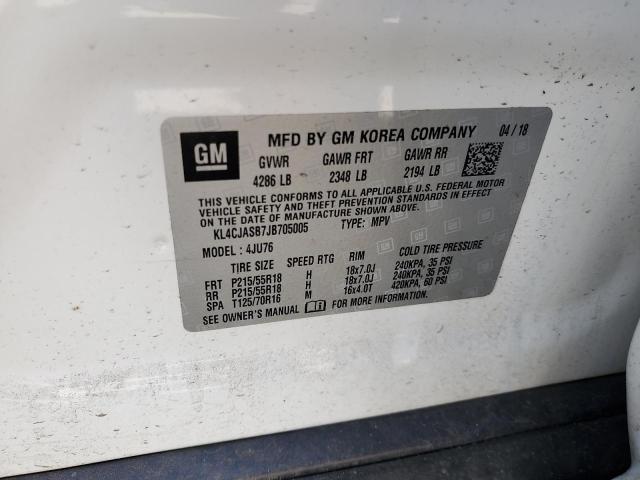 GM
MFD BY GM KOREA COMPANY 04/18
GVWR GAWR FRT GAWR RR
4286 LB 2348 LB 2194 LB
THIS VEHICLE CONFORMS TO ALL APPLICABLE U.S. FEDERAL MOTOR
VEHICLE SAFETY, BUMPER, AND THEFT PREVENTION STANDARDS IN EFFECT
ON THE DATE OF MANUFACTURE SHOWN ABOVE.
KL4CJASB7JB705005 TYPE: MPV
MODEL: 4JU76
TIRE SIZE SPEED RTG RIM COLD TIRE PRESSURE
FRT P215/55R18 H 18x7.0J 240KPA, 35 PSI
RR P215/55R18 H 18x7.0J 240KPA, 35 PSI
SPA T125/70R16 M 16x4.0T 420KPA, 60 PSI
SEE OWNER'S MANUAL FOR MORE INFORMATION.